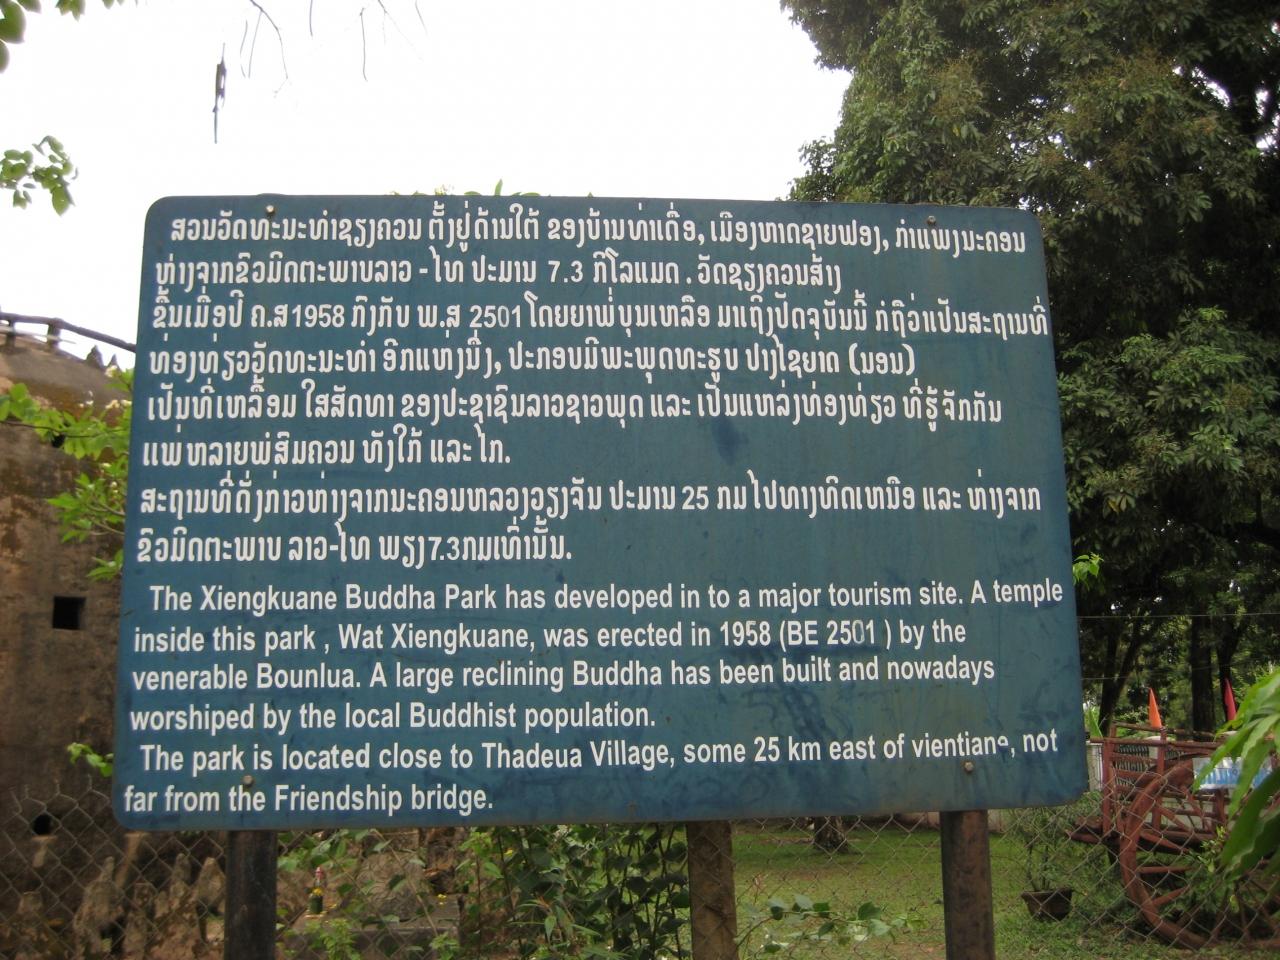 ສວນວັດທະນະທຳຊຽງຄວນ ຕັ້ງຢູ່ດ້ານໃຕ້ ຂອງບ້ານທ່າເດື່ອ, ເມືອງຫາດຊາຍຟອງ, ກຳແພງນະຄອນ
ຫ່າງຈາກຂົວມິດຕະພາບລາວ - ໄທ ປະມານ 7.3 ກິໂລແມດ . ວັດຊຽງຄວນສ້າງ
ຂຶ້ນເມື່ອປີ ຄ.ສ1958 ກົງກັບ ພ.ສ 2501 ໂດຍຍາພໍ່ບຸນເຫລືອ ມາເຖິງປັດຈຸບັນນີ້ ກໍຖືວ່າເປັນສະຖານທີ່
ທ່ອງທ່ຽວວັດທະນະທຳ ອີກແຫ່ງນຶ່ງ, ປະກອບມີພະພຸດທະຮູບ ປາງໄຊຍາດ (ນອນ)
ເປັນທີ່ເຫລື້ອມ ໃສສັດທາ ຂອງປະຊາຊົນລາວຊາວພຸດ ແລະ ເປັນແຫລ່ງທ່ອງທ່ຽວ ທີ່ຮູ້ຈັກກັນ
ແພ່ ຫລາຍພໍ່ສົມຄວນ ທັງໃກ້ ແລະ ໄກ.
ສະຖານທີ່ດັ່ງກ່າວຫ່າງຈາກນະຄອນຫລວງວຽງຈັນ ປະມານ 25 ກມ ໄປທາງທິດເຫນືອ ແລະ ຫ່າງຈາກ
ຂົວມິດຕະພາບ ລາວ-ໄທ ພຽງ7.3ກມເທົ່ານັ້ນ.
The Xiengkuane Buddha Park has developed in to a major tourism site. A temple
inside this park , Wat Xiengkuane, was erected in 1958 (BE 2501 ) by the
venerable Bounlua. A large reclining Buddha has been built and nowadays
worshiped by the local Buddhist population.
The park is located close to Thadeua Village, some 25 km east of vientiane, not
far from the Friendship bridge.